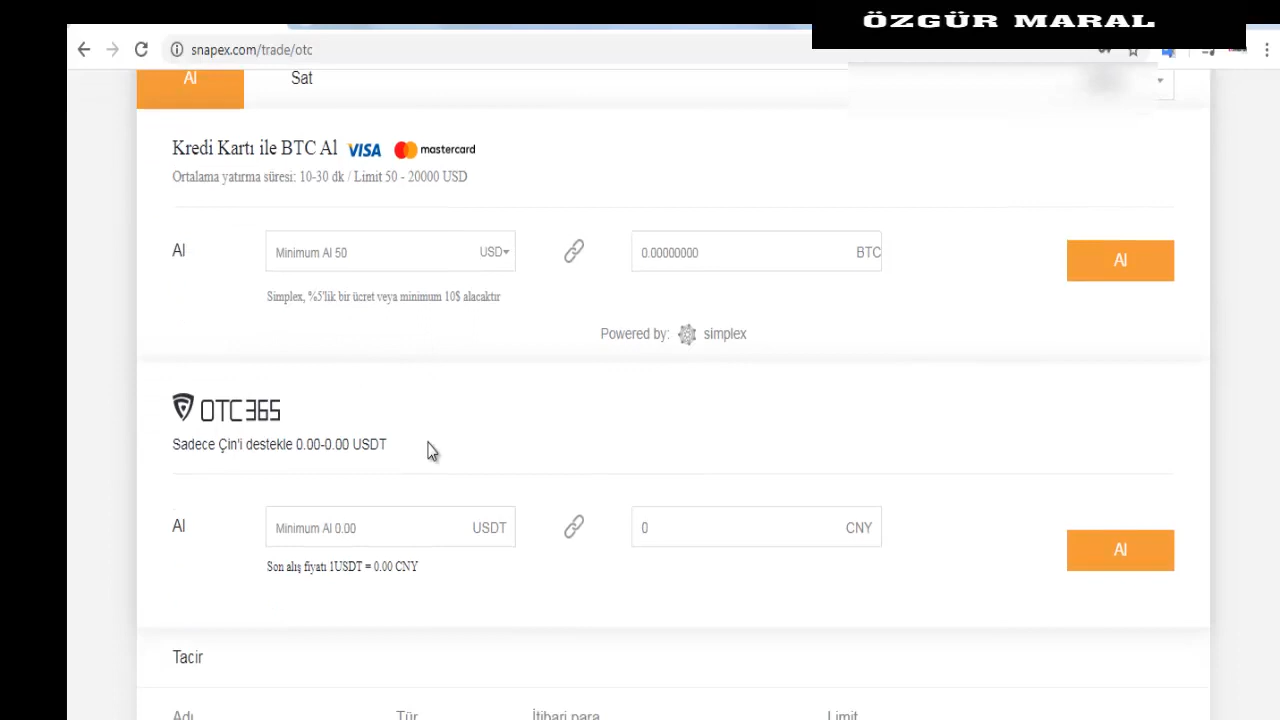 ÖZGÜR MARAL
snapex.com/trade/otc
Al
Sat
Kredi Kartı ile BTC Al VISA mastercard
Ortalama yatırma süresi: 10-30 dk / Limit 50 - 20000 USD
Al Minimum Al 50 USD 0.00000000 BTC Al
Simplex, %5'lik bir ücret veya minimum 10$ alacaktır
Powered by: simplex
OTC365
Sadece Çin'i destekle 0.00-0.00 USDT
Al Minimum Al 0.00 USDT 0 CNY Al
Son alış fiyatı 1USDT = 0.00 CNY
Tacir
Adı Tür İtibari para Limit